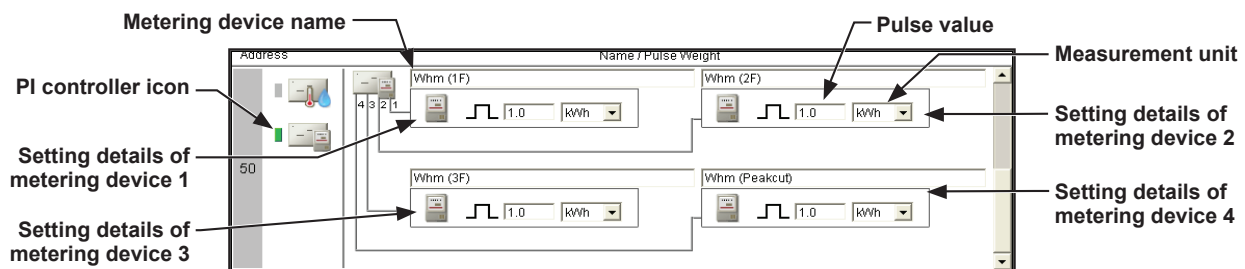 Metering device name
Pulse value
Address
Name / Pulse Weight
Measurement unit
PI controller icon
Whm (1F)
Whm (2F)
4 3 2 1
1.0 kWh
1.0 kWh
Setting details of
metering device 2
Setting details of
metering device 1
50
Whm (3F)
Whm (Peakcut)
1.0 kWh
1.0 kWh
Setting details of
metering device 4
Setting details of
metering device 3